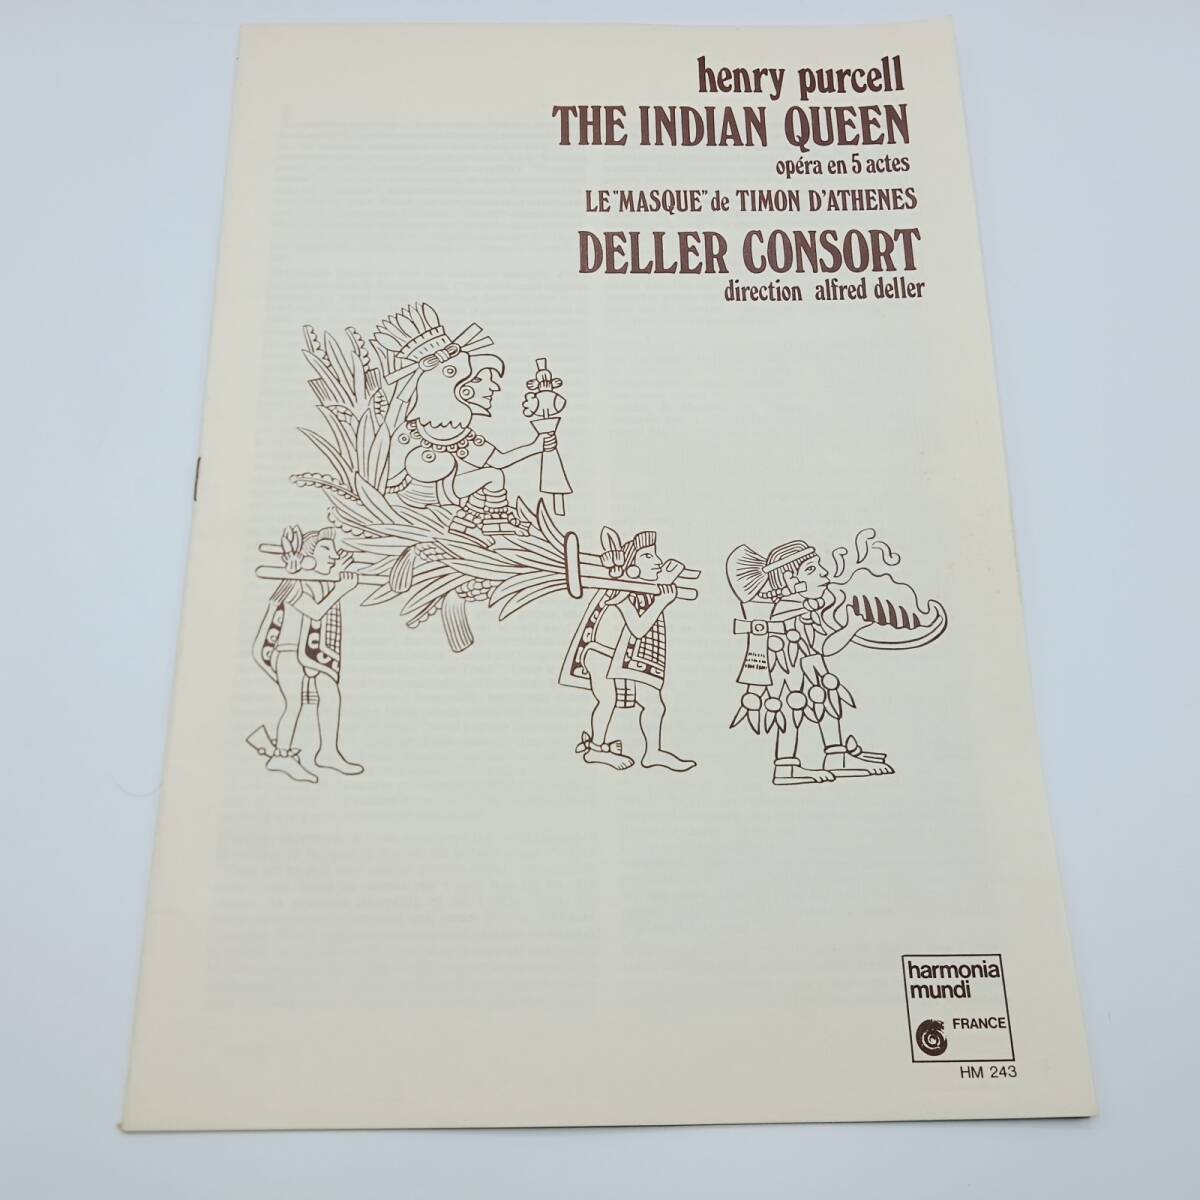 henry purcell
THE INDIAN QUEEN
opéra en 5 actes
LE "MASQUE" de TIMON D'ATHENES
DELLER CONSORT
direction alfred deller
harmonia
mundi
FRANCE
HM 243